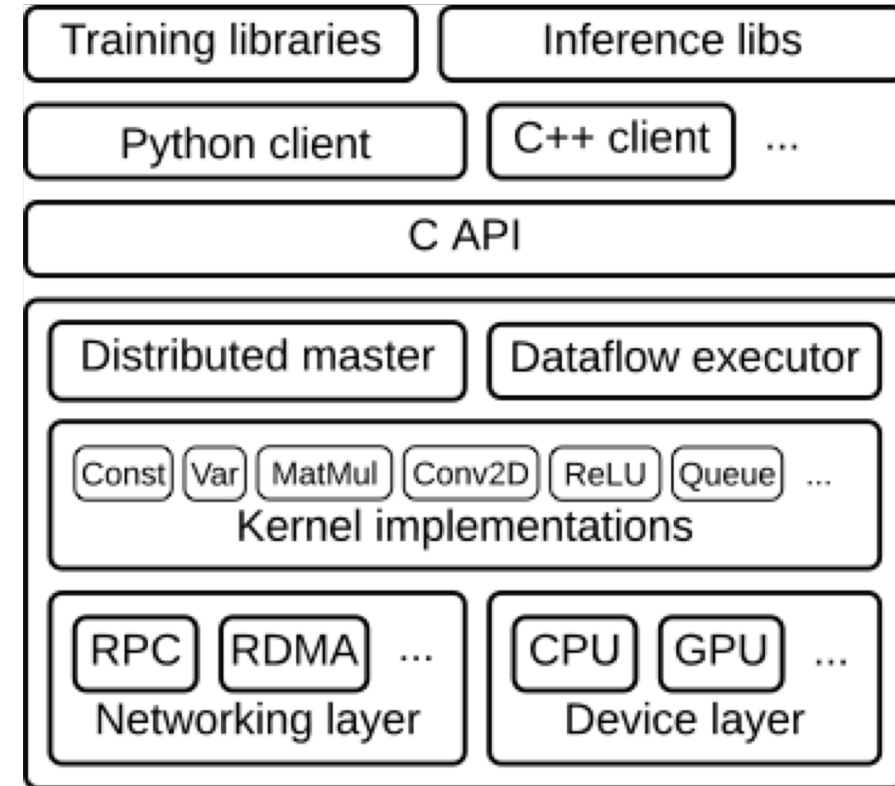 Training libraries Inference libs
Python client C++ client ...
C API
Distributed master Dataflow executor
Const Var MatMul Conv2D ReLU Queue ...
Kernel implementations
RPC RDMA ... CPU GPU ...
Networking layer Device layer